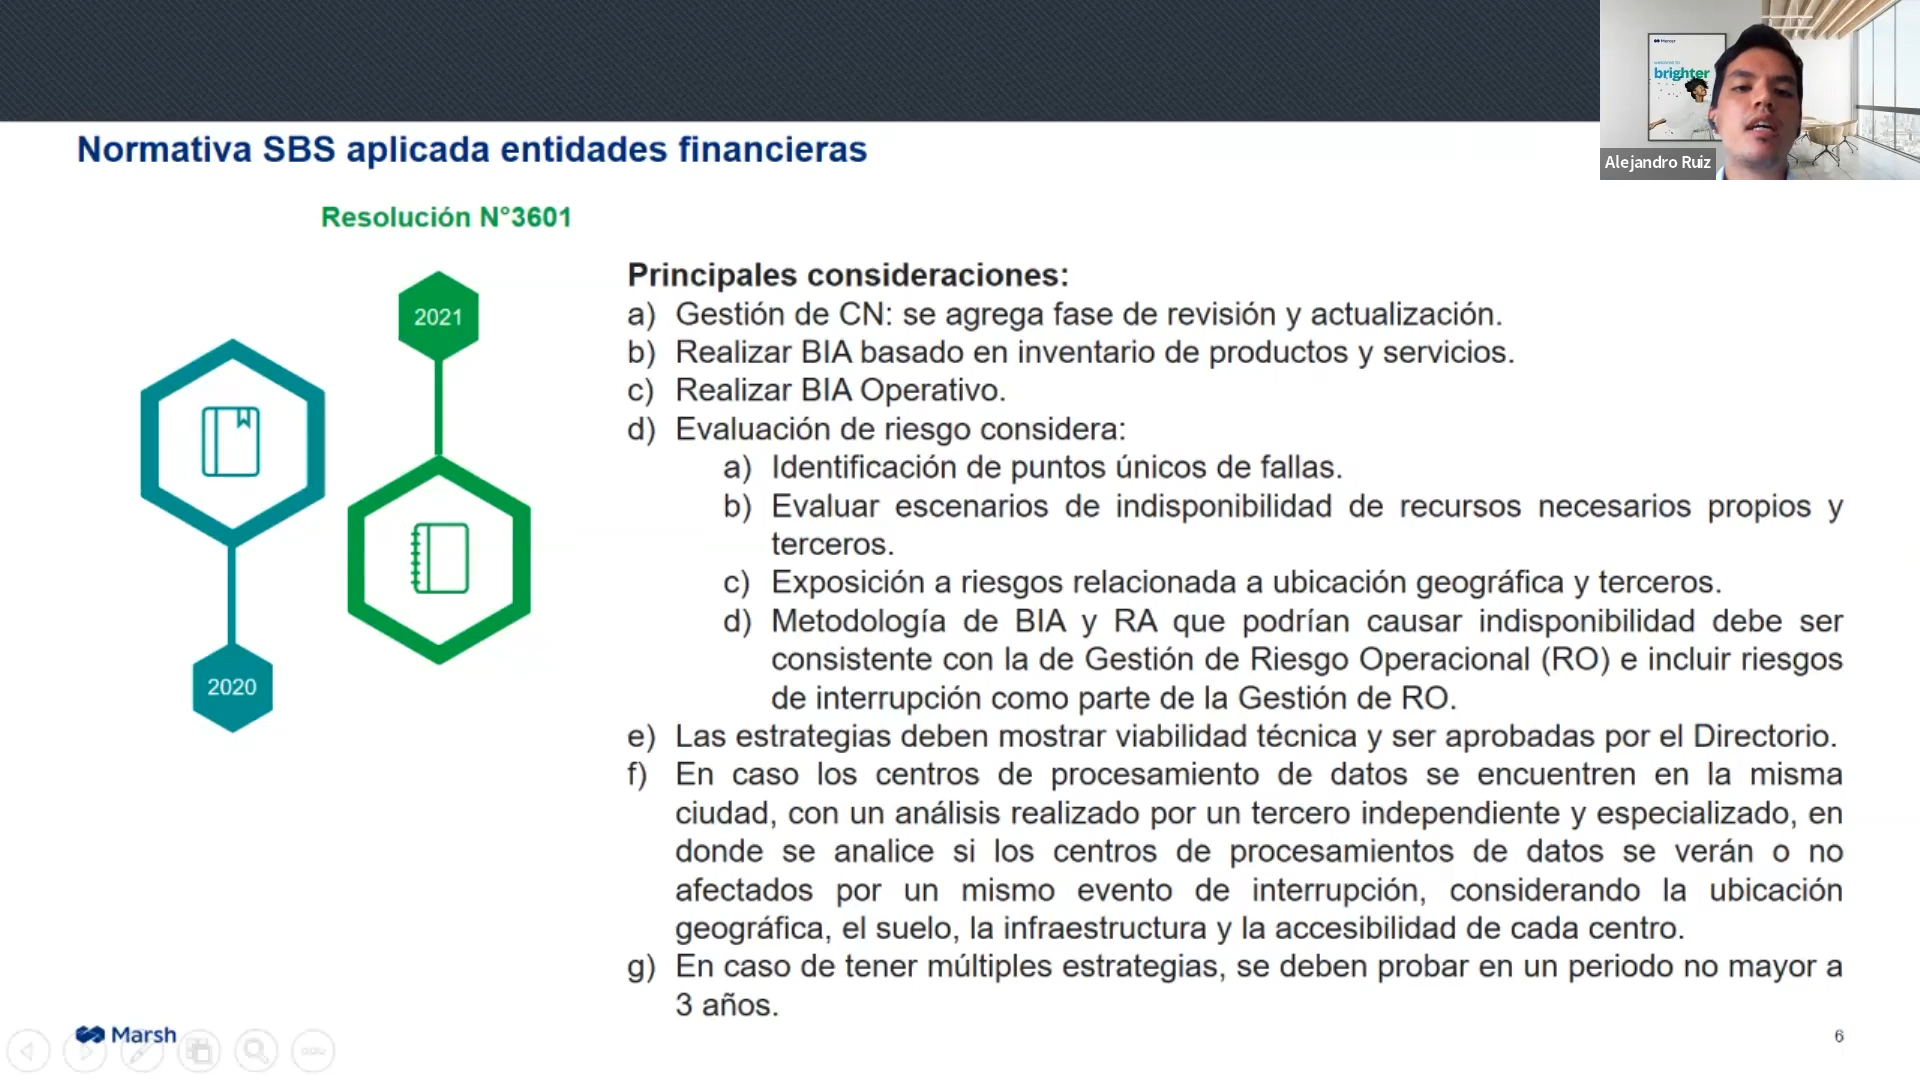 Mercer
brighter
Alejandro Ruiz
Normativa SBS aplicada entidades financieras
Resolución N°3601
2021
2020
Principales consideraciones:
a) Gestión de CN: se agrega fase de revisión y actualización.
b) Realizar BIA basado en inventario de productos y servicios.
c) Realizar BIA Operativo.
d) Evaluación de riesgo considera:
a) Identificación de puntos únicos de fallas.
b) Evaluar escenarios de indisponibilidad de recursos necesarios propios y
terceros.
c) Exposición a riesgos relacionada a ubicación geográfica y terceros.
d) Metodología de BIA y RA que podrían causar indisponibilidad debe ser
consistente con la de Gestión de Riesgo Operacional (RO) e incluir riesgos
de interrupción como parte de la Gestión de RO.
e) Las estrategias deben mostrar viabilidad técnica y ser aprobadas por el Directorio.
f) En caso los centros de procesamiento de datos se encuentren en la misma
ciudad, con un análisis realizado por un tercero independiente y especializado, en
donde se analice si los centros de procesamientos de datos se verán o no
afectados por un mismo evento de interrupción, considerando la ubicación
geográfica, el suelo, la infraestructura y la accesibilidad de cada centro.
g) En caso de tener múltiples estrategias, se deben probar en un periodo no mayor a
3 años.
Marsh
6